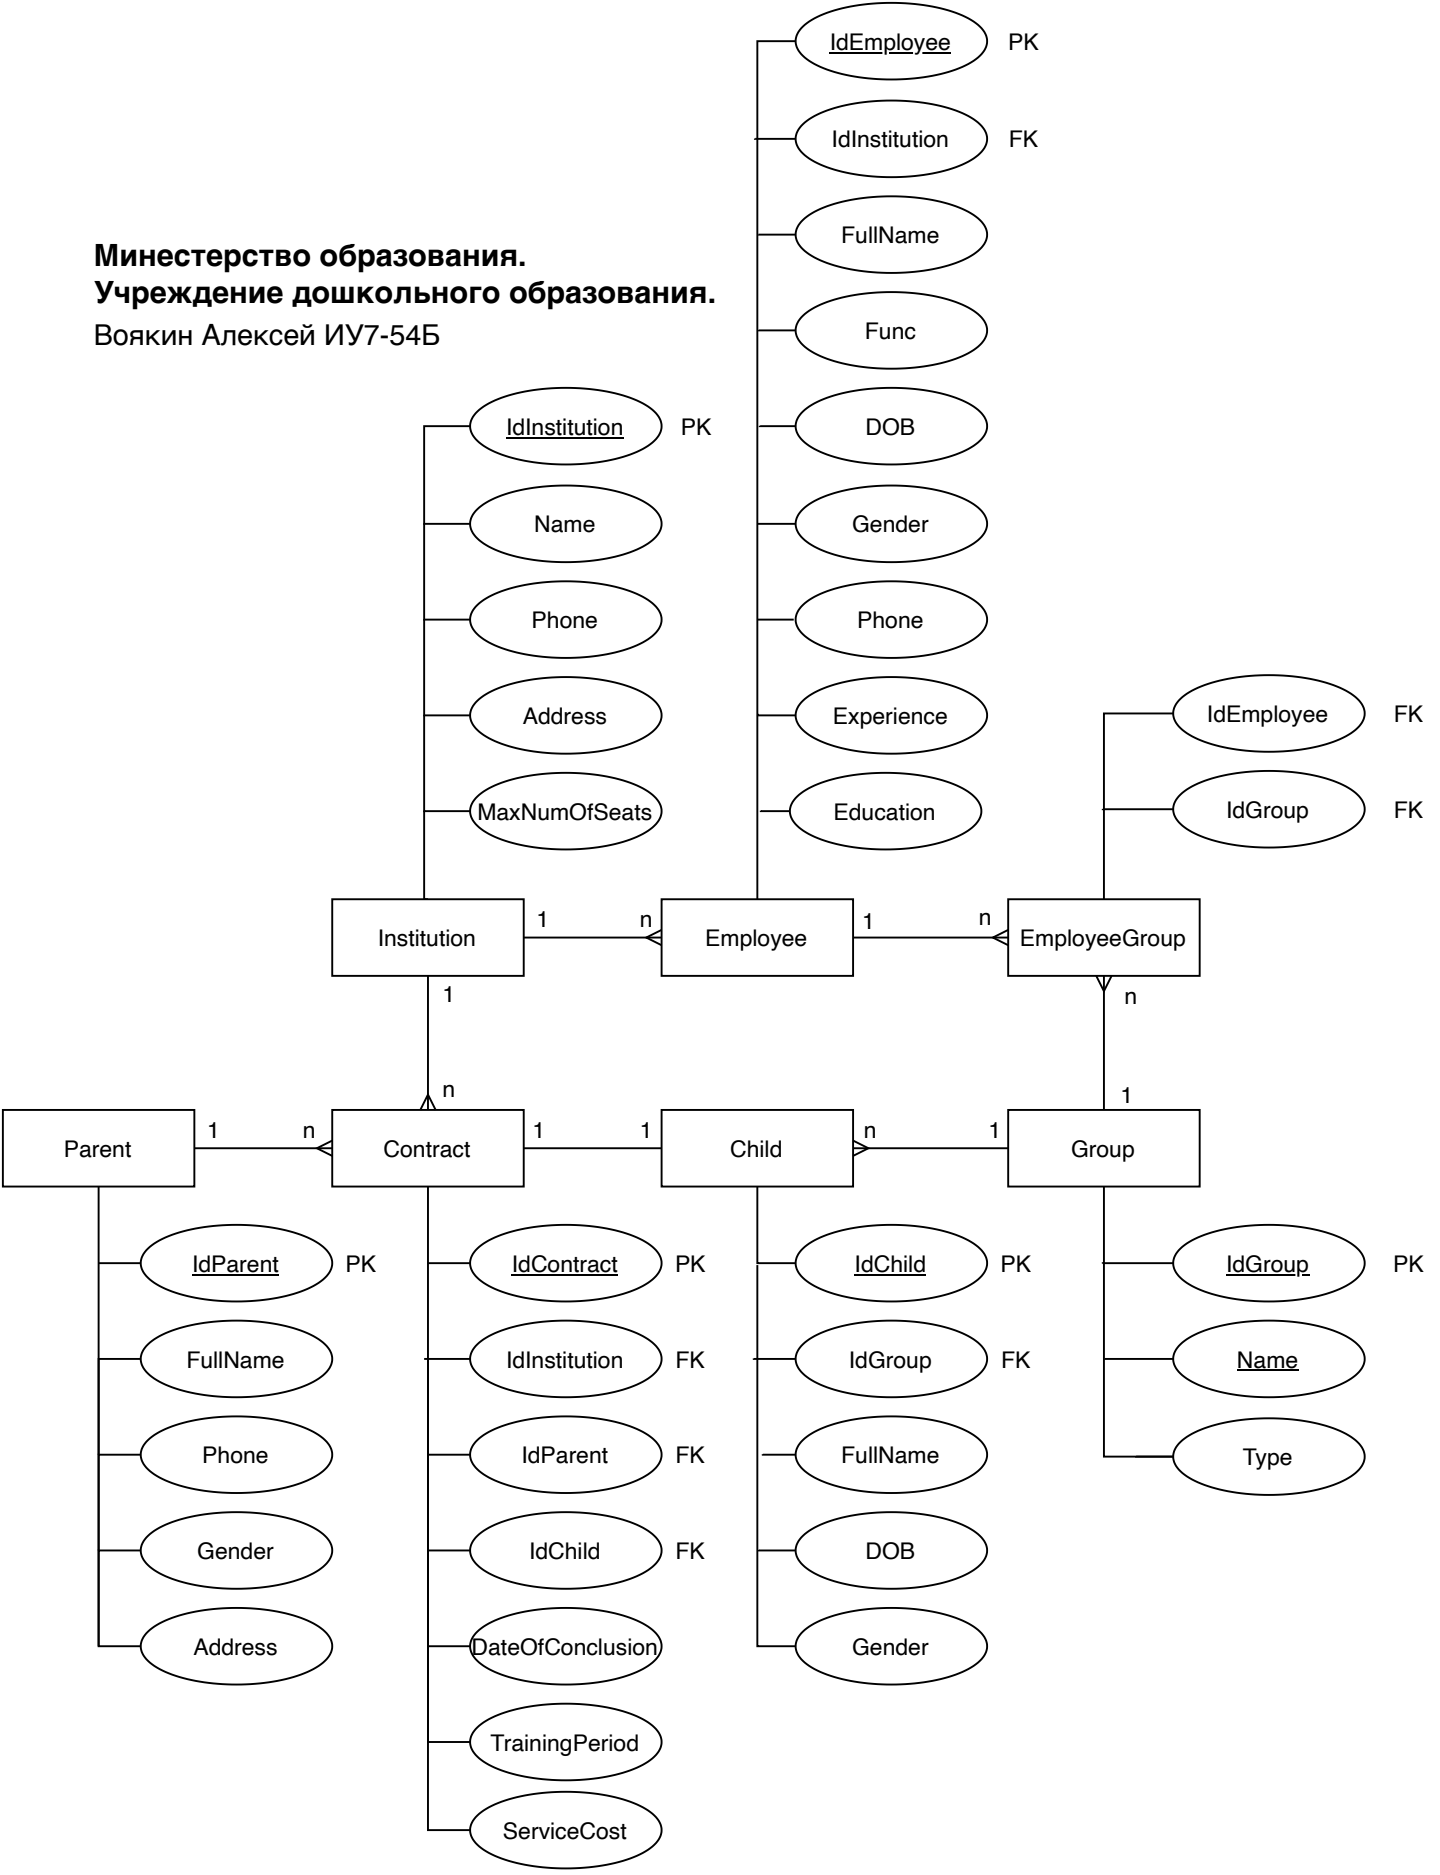 IdEmployee PK
IdInstitution FK
FullName
Минестерство образования.
Учреждение дошкольного образования.
Воякин Алексей ИУ7-54Б
Func
IdInstitution PK
DOB
Name
Gender
Phone
Phone
Address
Experience
IdEmployee FK
MaxNumOfSeats
Education
IdGroup FK
Institution
1
n
Employee
1
n
EmployeeGroup
1
n
n
1
Parent
1
n
Contract
1
1
Child
n
1
Group
IdParent PK
IdContract PK
IdChild PK
IdGroup PK
FullName
IdInstitution FK
IdGroup FK
Name
Phone
IdParent FK
FullName
Type
Gender
IdChild FK
DOB
Address
DateOfConclusion
Gender
TrainingPeriod
ServiceCost